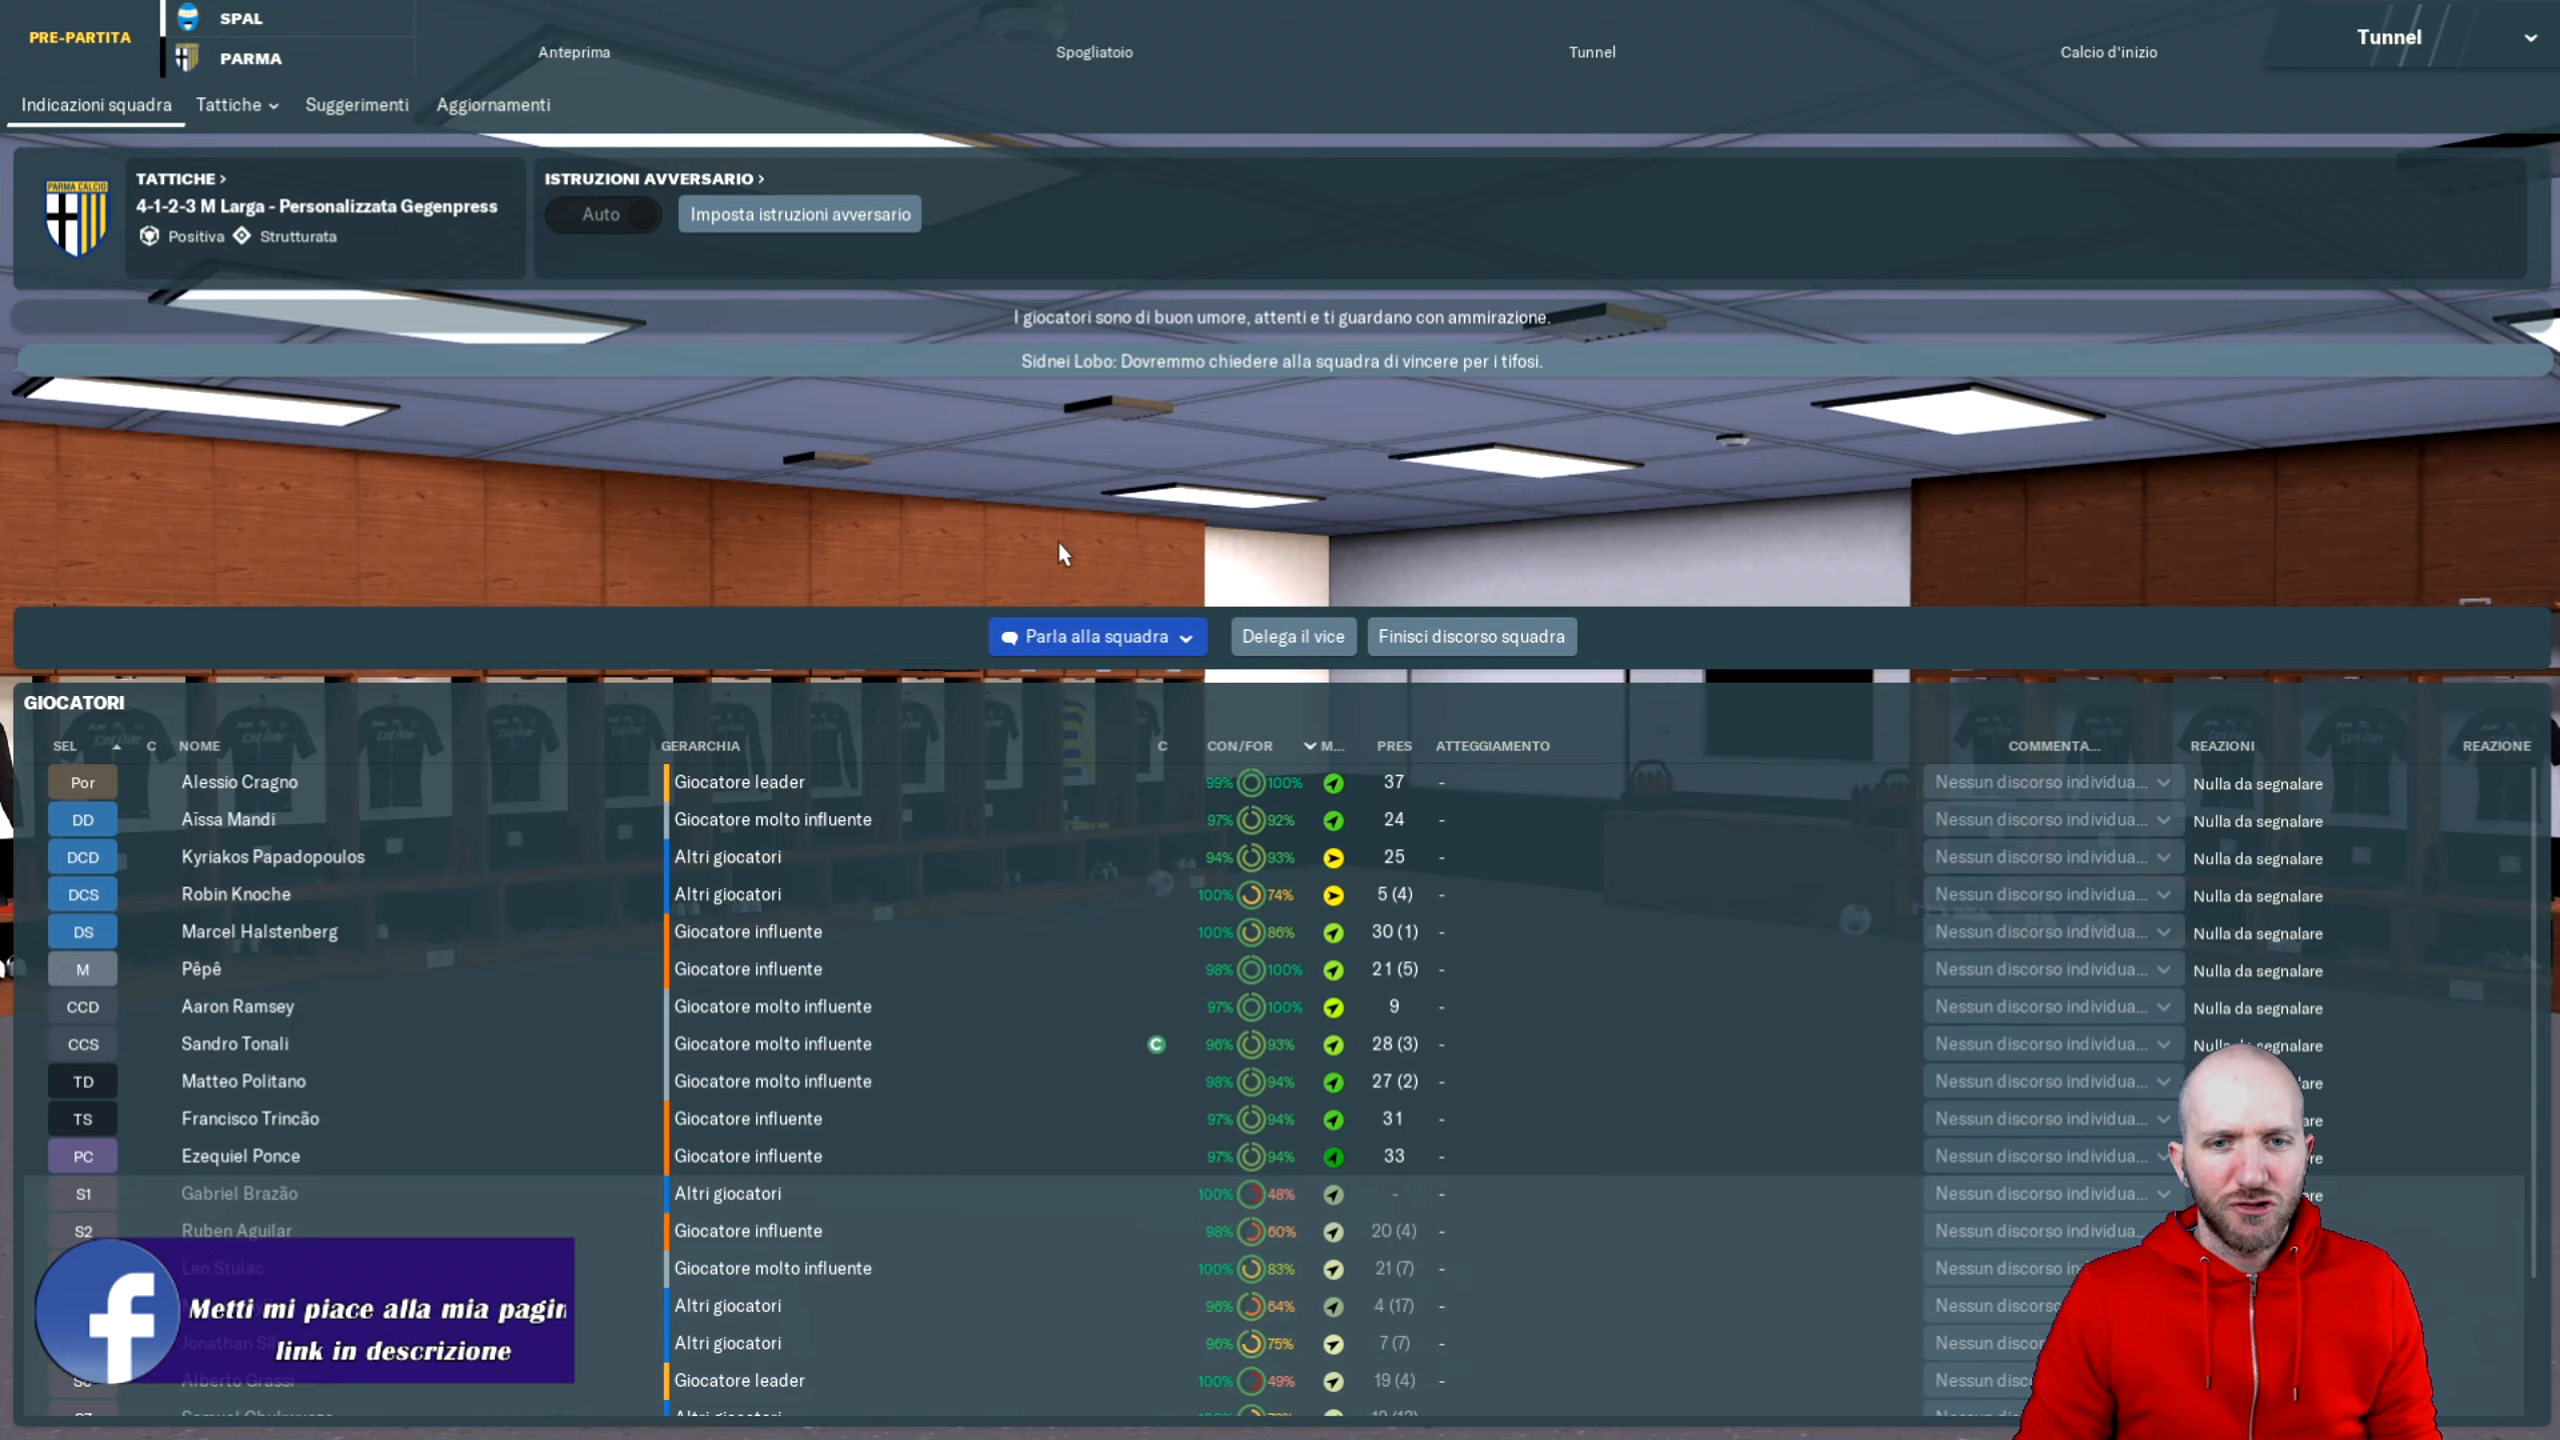 PRE-PARTITA
SPAL
PARMA
Anteprima
Spogliatoio
Tunnel
Calcio d'inizio
Tunnel
Indicazioni squadra
Tattiche
Suggerimenti
Aggiornamenti
PARMA CALCIO
TATTICHE >
4-1-2-3 M Larga - Personalizzata Gegenpress
Positiva Strutturata
ISTRUZIONI AVVERSARIO >
Auto
Imposta istruzioni avversario
I giocatori sono di buon umore, attenti e ti guardano con ammirazione.
Sidnei Lobo: Dovremmo chiedere alla squadra di vincere per i tifosi.
Parla alla squadra
Delega il vice
Finisci discorso squadra
GIOCATORI
SEL C NOME GERARCHIA C CON/FOR M... PRES ATTEGGIAMENTO COMMENTA... REAZIONI REAZIONE
Por Alessio Cragno Giocatore leader 99% 100% 37 - Nessun discorso individua... Nulla da segnalare
DD Aïssa Mandi Giocatore molto influente 97% 92% 24 - Nessun discorso individua... Nulla da segnalare
DCD Kyriakos Papadopoulos Altri giocatori 94% 93% 25 - Nessun discorso individua... Nulla da segnalare
DCS Robin Knoche Altri giocatori 100% 74% 5 (4) - Nessun discorso individua... Nulla da segnalare
DS Marcel Halstenberg Giocatore influente 100% 86% 30 (1) - Nessun discorso individua... Nulla da segnalare
M Pêpê Giocatore influente 98% 100% 21 (5) - Nessun discorso individua... Nulla da segnalare
CCD Aaron Ramsey Giocatore molto influente 97% 100% 9 - Nessun discorso individua... Nulla da segnalare
CCS Sandro Tonali Giocatore molto influente C 96% 93% 28 (3) - Nessun discorso individua... Nulla da segnalare
TD Matteo Politano Giocatore molto influente 98% 94% 27 (2) - Nessun discorso individua...
TS Francisco Trincão Giocatore influente 97% 94% 31 - Nessun discorso individua...
PC Ezequiel Ponce Giocatore influente 97% 94% 33 - Nessun discorso individua...
S1 Gabriel Brazão Altri giocatori 100% 48% - - Nessun discorso individua...
S2 Ruben Aguilar Giocatore influente 98% 60% 20 (4) - Nessun discorso individua...
Leo Stulac Giocatore molto influente 100% 83% 21 (7) - Nessun discorso
Altri giocatori 96% 64% 4 (17) - Nessun
Altri giocatori 96% 75% 7 (7) - Nessun
Alberto Grassi Giocatore leader 100% 49% 19 (4) - Nessun
Metti mi piace alla mia pagin
link in descrizione